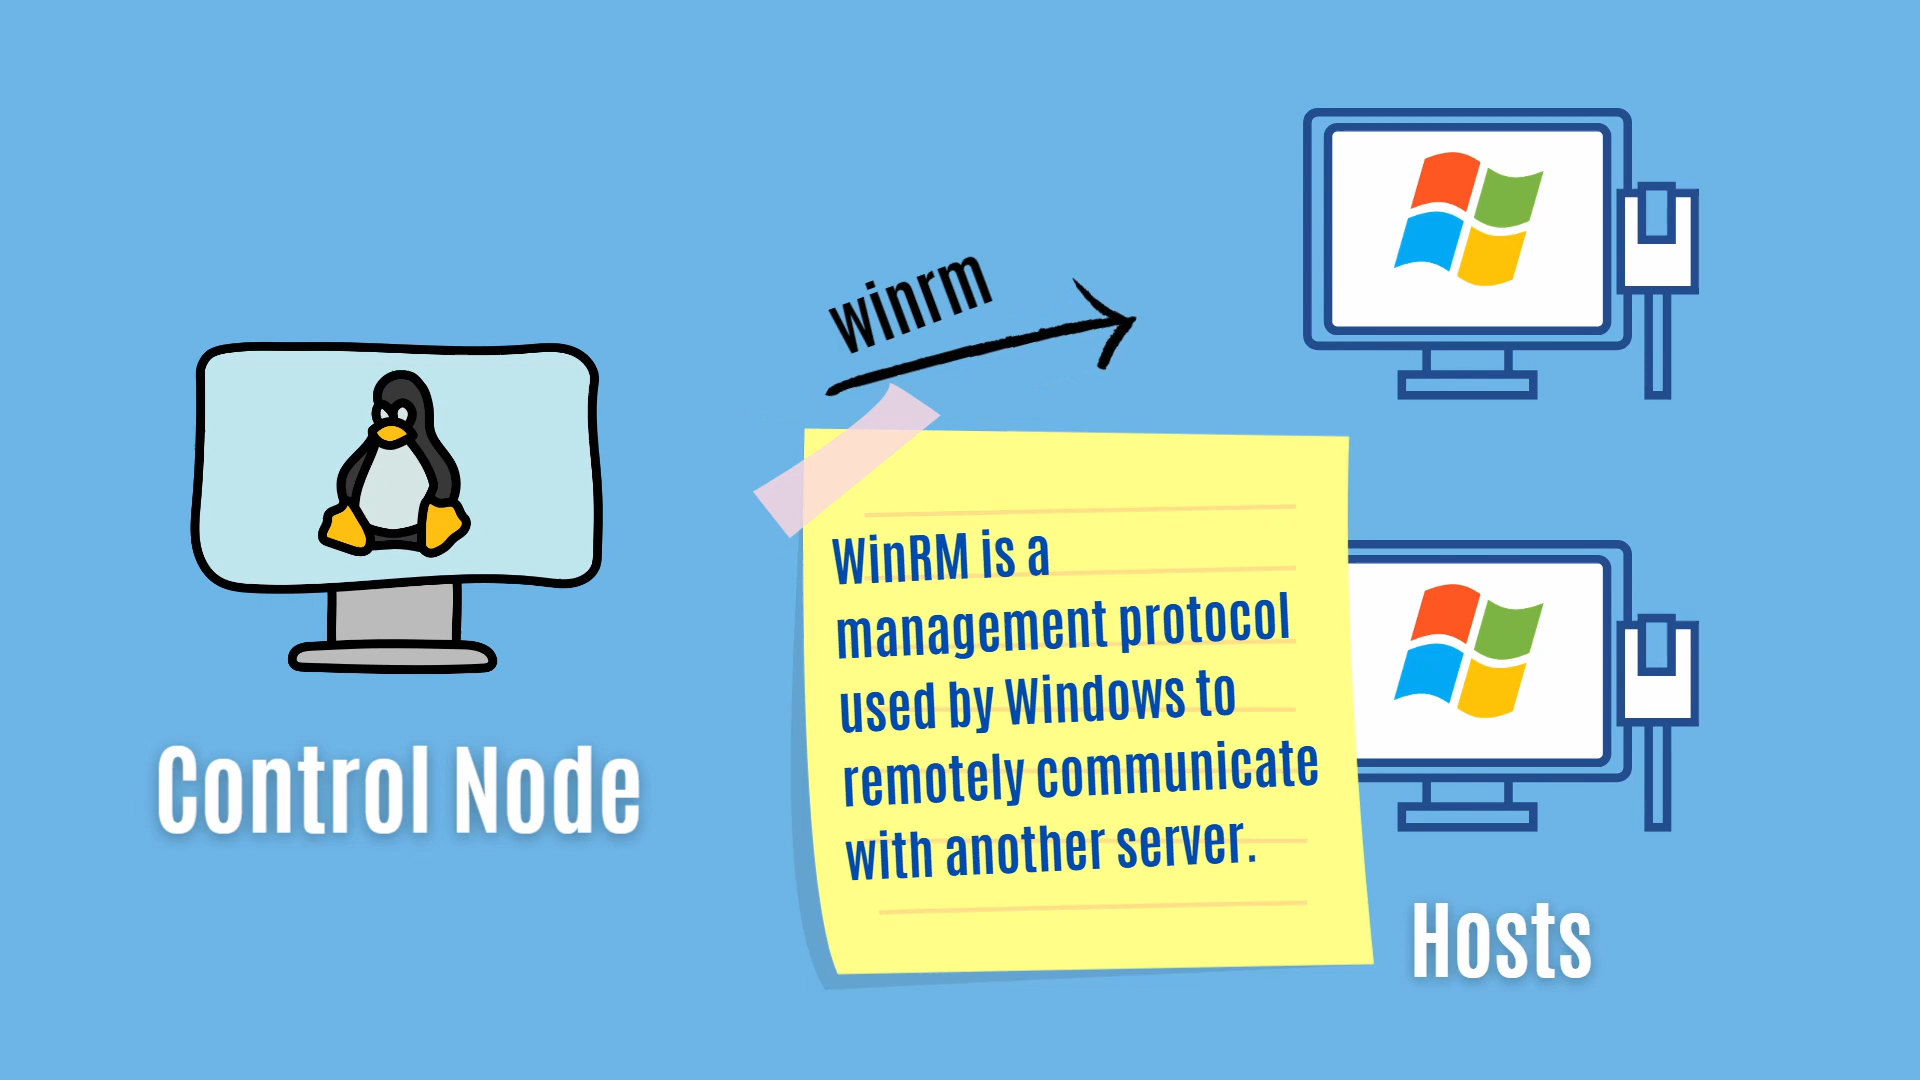 winrm
WinRM is a
management protocol
used by Windows to
remotely communicate
with another server.
Control Node
Hosts